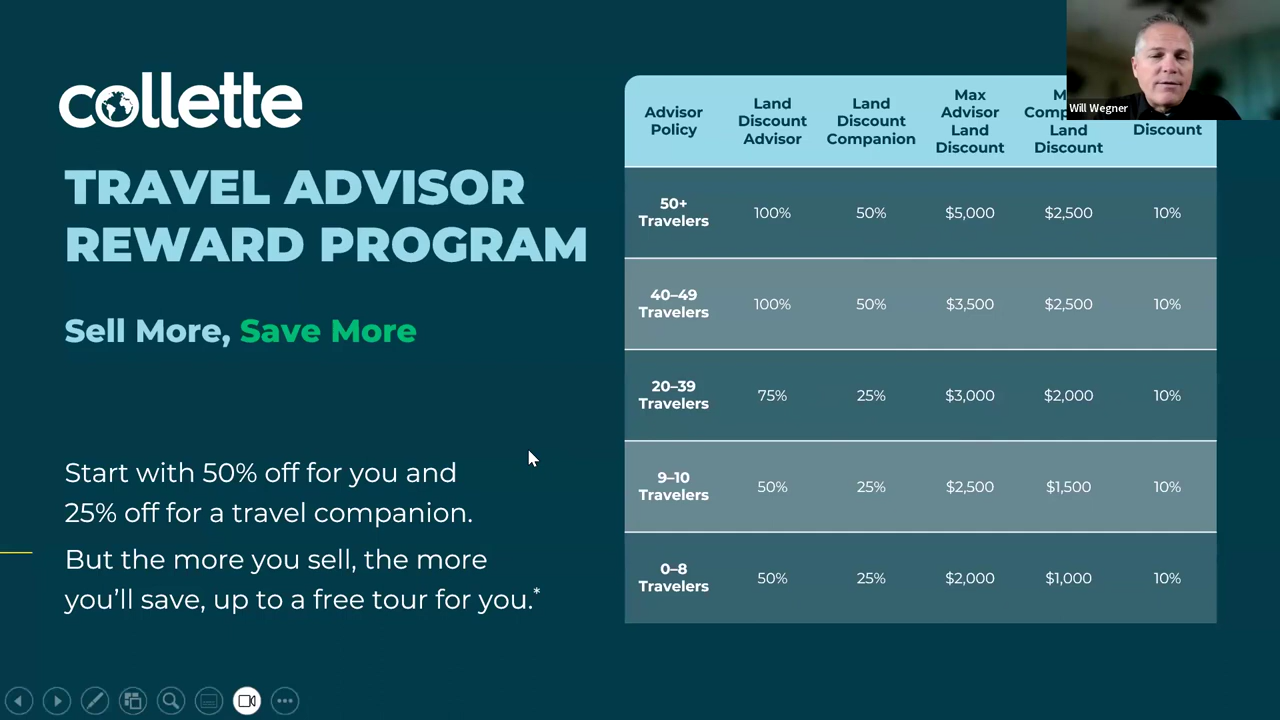 collette
TRAVEL ADVISOR
REWARD PROGRAM
Sell More, Save More
Start with 50% off for you and
25% off for a travel companion.
But the more you sell, the more
you’ll save, up to a free tour for you.*
Advisor
Policy
Land
Discount
Advisor
Land
Discount
Companion
Max
Advisor
Land
Discount
Land
Discount
Discount
50+
Travelers
100%
50%
$5,000
$2,500
10%
40–49
Travelers
100%
50%
$3,500
$2,500
10%
20–39
Travelers
75%
25%
$3,000
$2,000
10%
9–10
Travelers
50%
25%
$2,500
$1,500
10%
0–8
Travelers
50%
25%
$2,000
$1,000
10%
Will Wegner